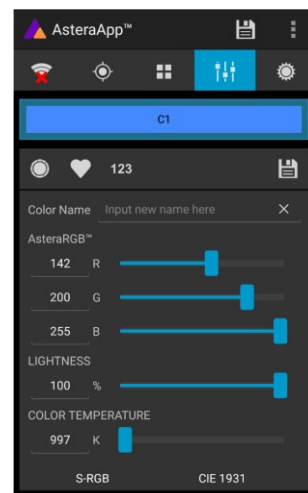 AsteraApp™
C1
123
Color Name Input new name here
AsteraRGB™
142 R
200 G
255 B
LIGHTNESS
100 %
COLOR TEMPERATURE
997 K
S-RGB CIE 1931